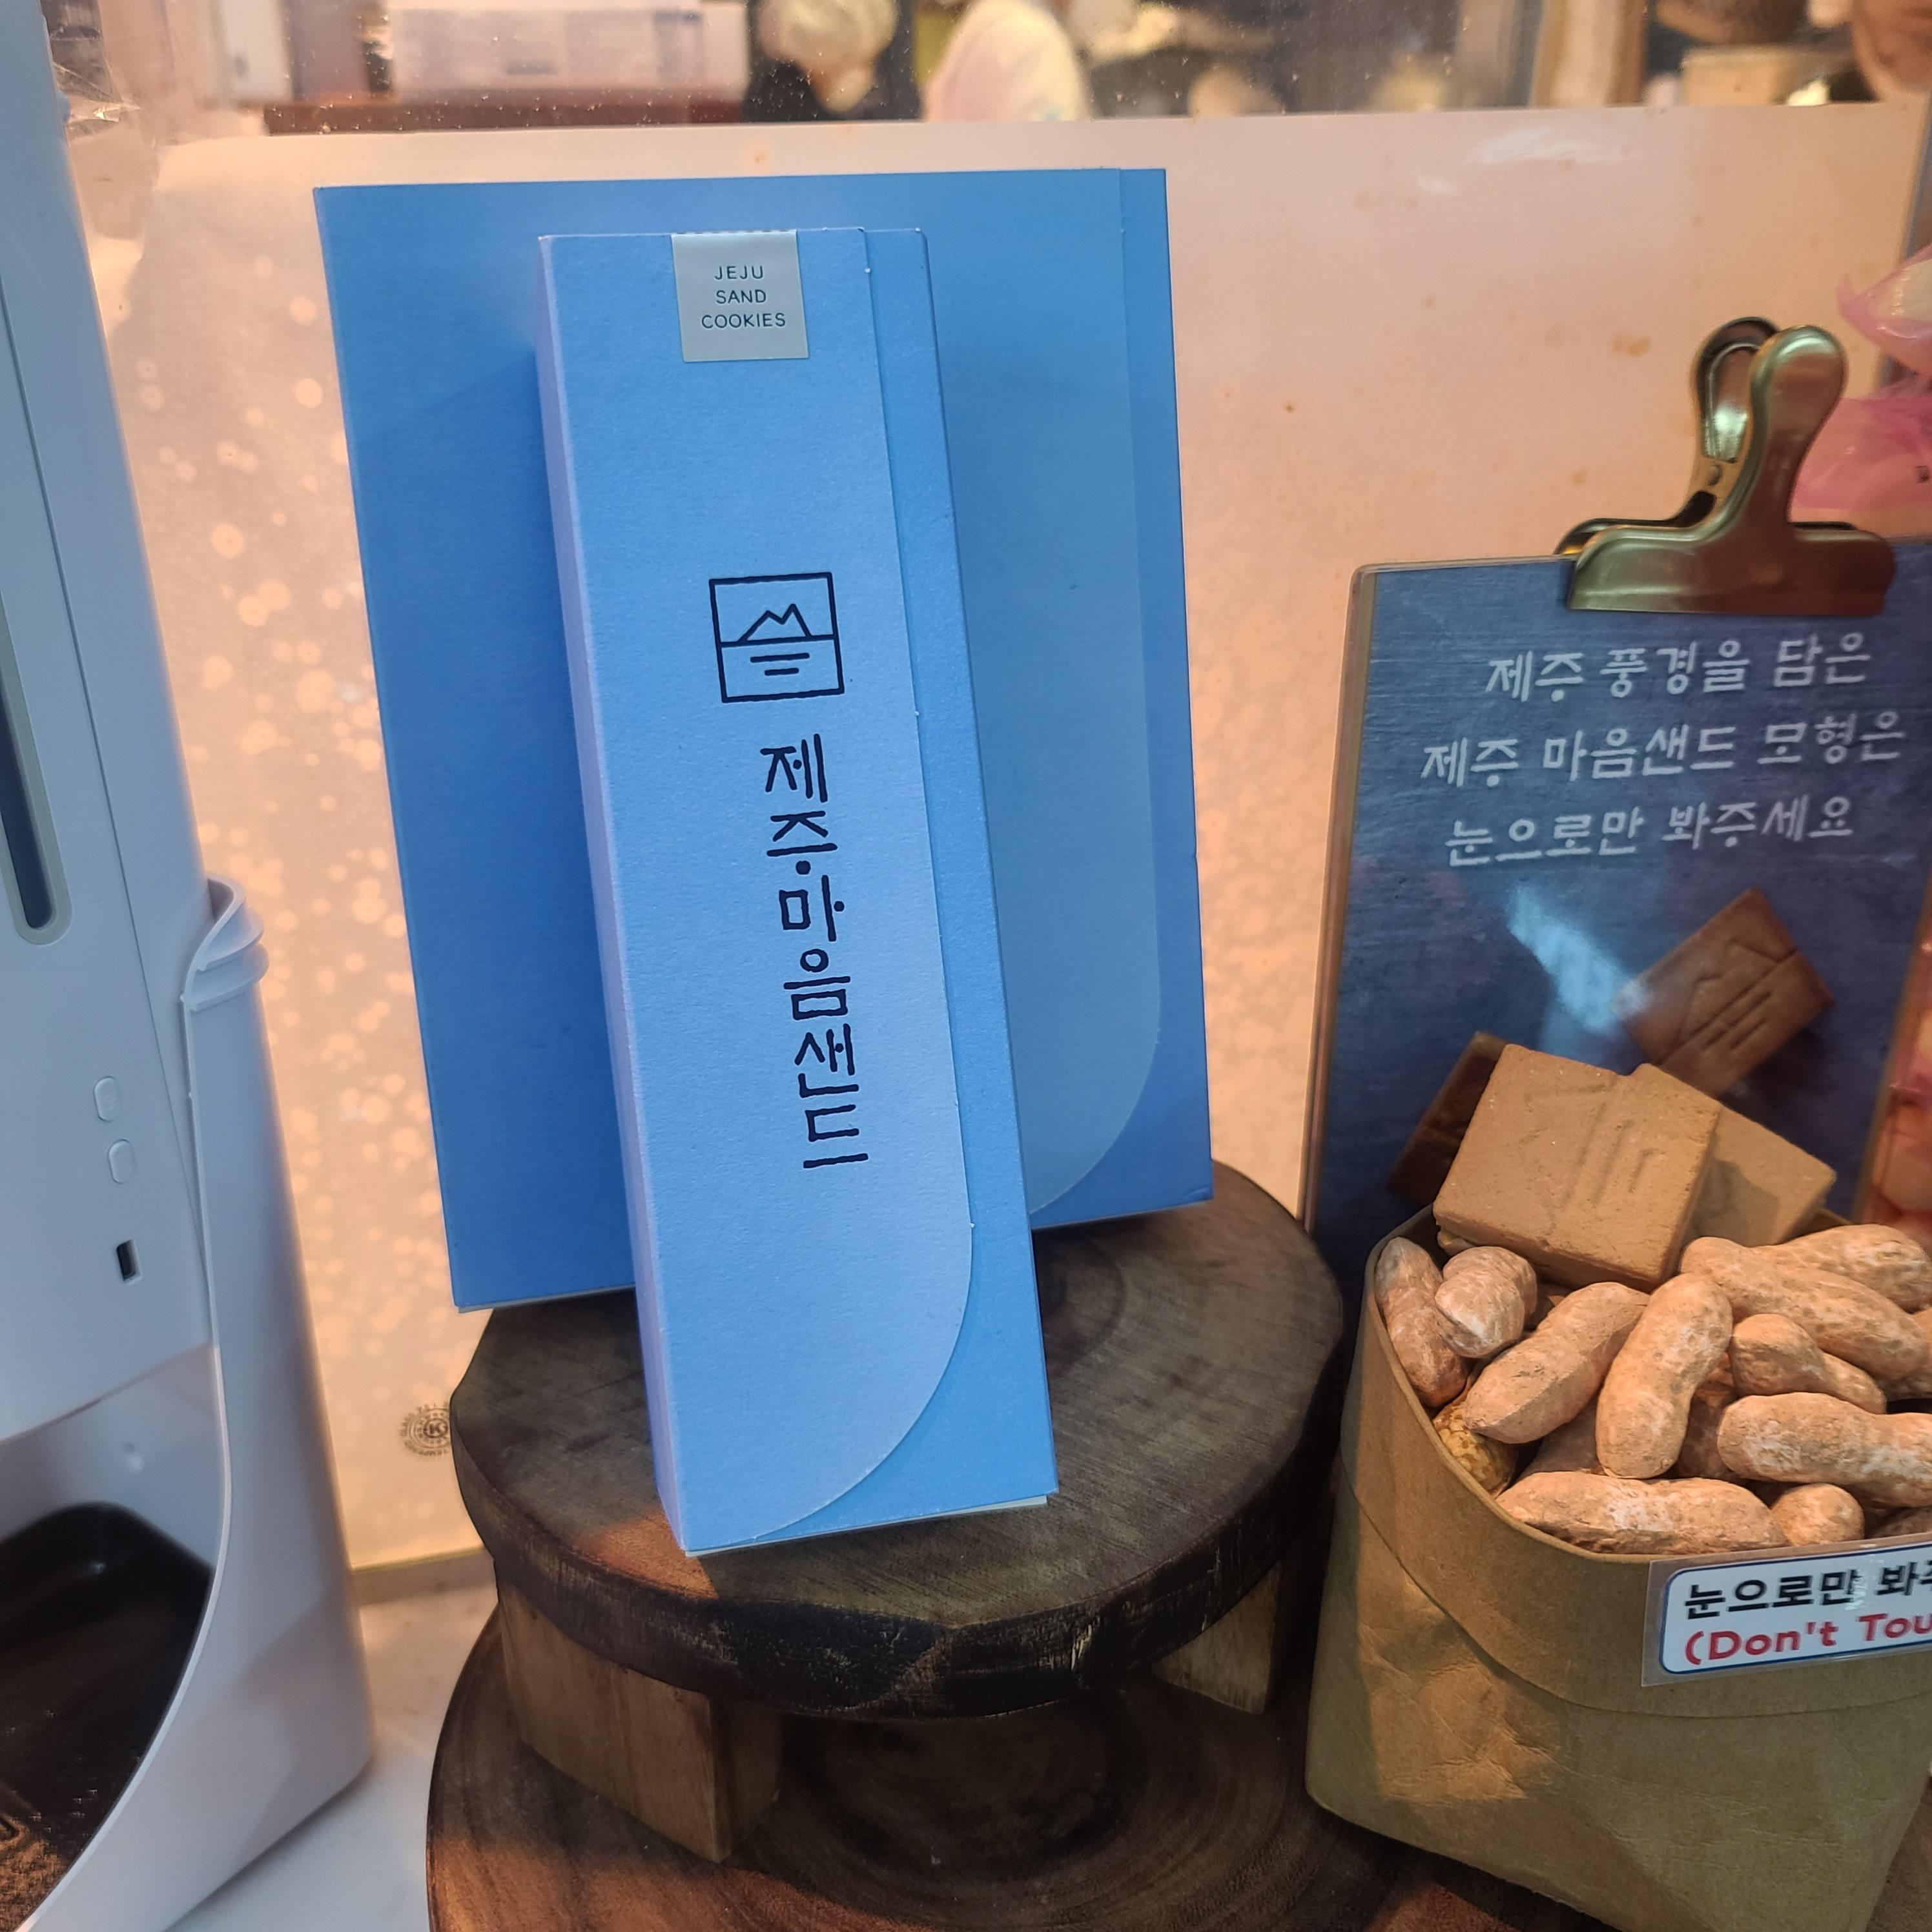 JEJU
SAND
COOKIES
제주마음샌드
제주 풍경을 담은
제주 마음샌드 모형은
눈으로만 봐주세요
눈으로만
(Don't